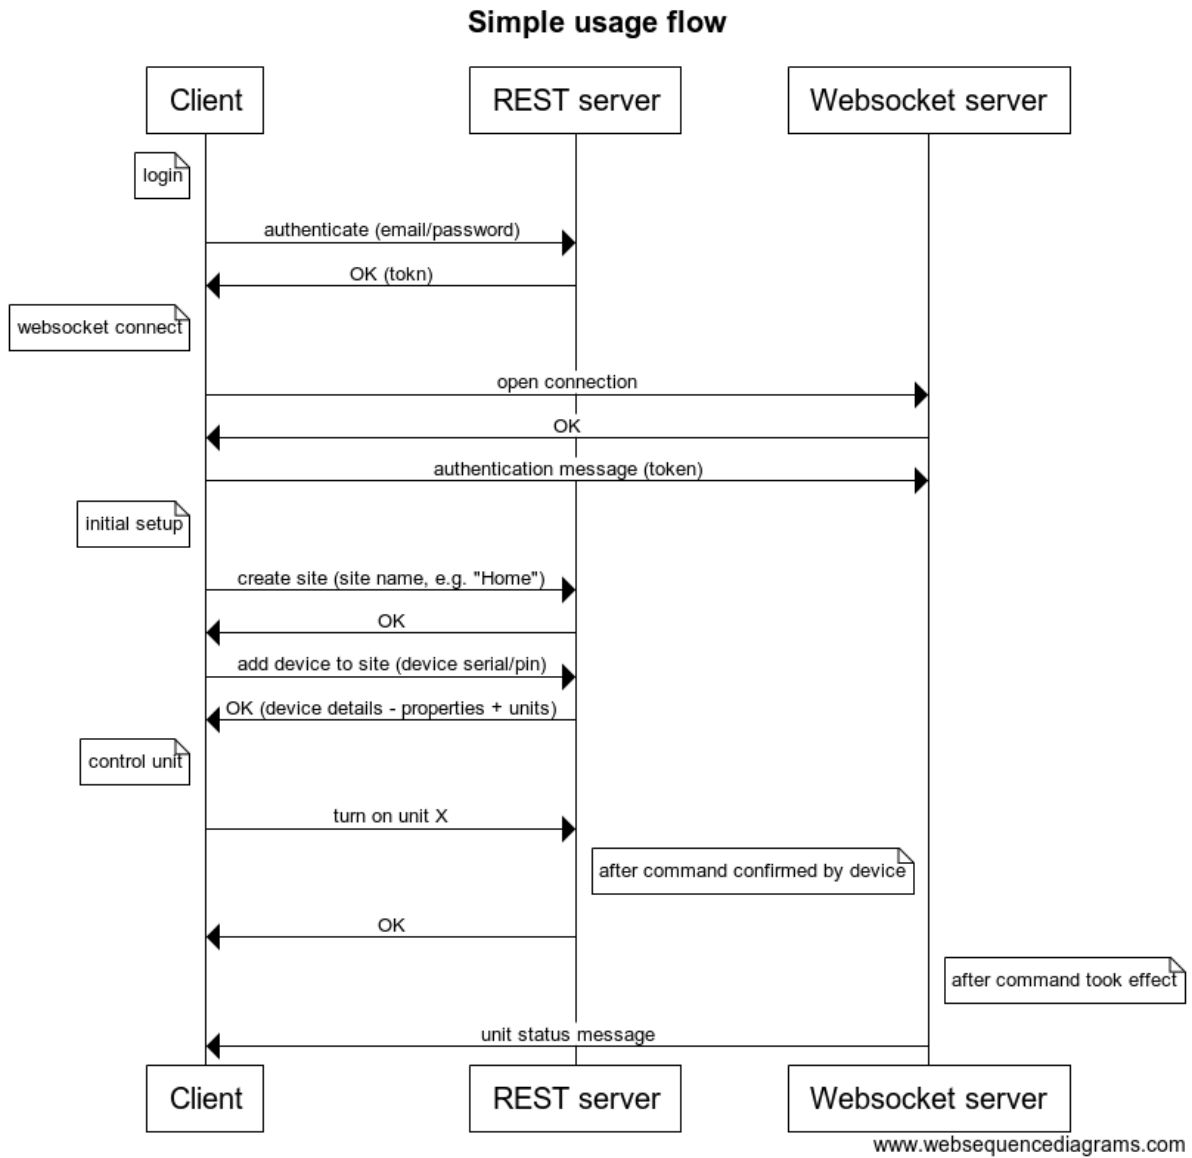 Simple usage flow
Client
REST server
Websocket server
login
authenticate (email/password)
OK (tokn)
websocket connect
open connection
OK
authentication message (token)
initial setup
create site (site name, e.g. "Home")
OK
add device to site (device serial/pin)
OK (device details - properties + units)
control unit
turn on unit X
after command confirmed by device
OK
after command took effect
unit status message
Client
REST server
Websocket server
www.websequencediagrams.com